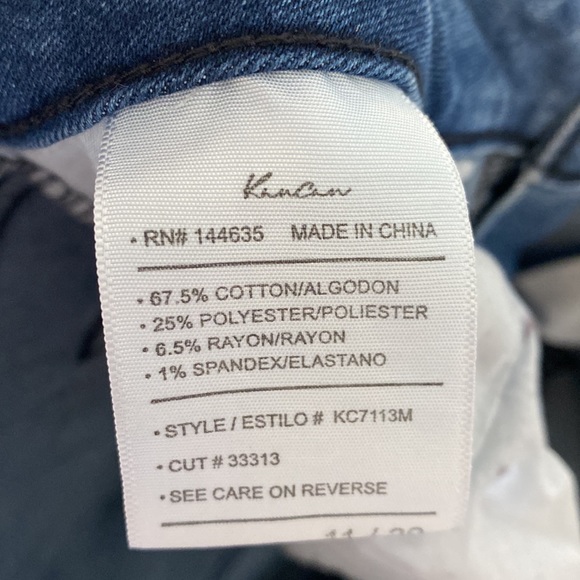 KanCan
• RN# 144635 MADE IN CHINA
• 67.5% COTTON/ALGODON
• 25% POLYESTER/POLIESTER
• 6.5% RAYON/RAYON
• 1% SPANDEX/ELASTANO
• STYLE / ESTILO # KC7113M
• CUT # 33313
• SEE CARE ON REVERSE